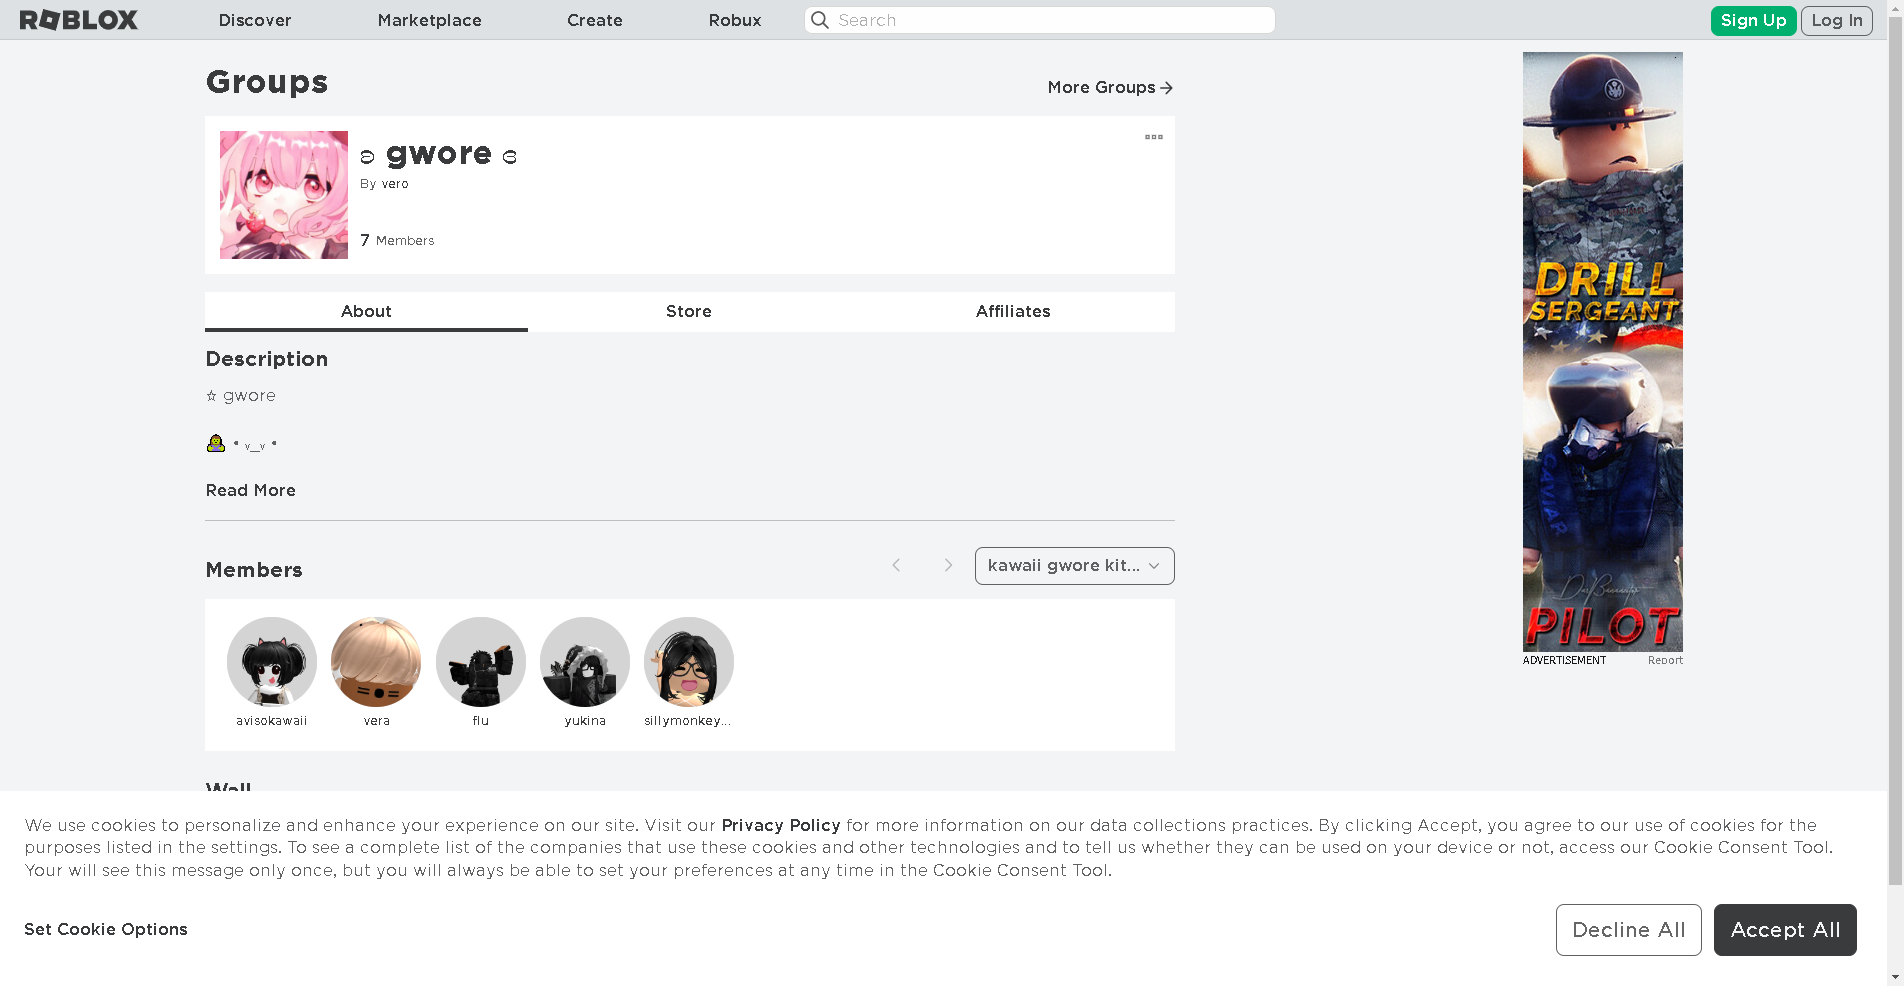 ROBLOX
Discover
Marketplace
Create
Robux
Search
Sign Up
Log In
Groups
More Groups
gwore
By vero
7 Members
About
Store
Affiliates
Description
☆ gwore
• v__v •
Read More
Members
kawaii gwore kit...
avisokawaii
vera
flu
yukina
sillymonkey...
Wall
DRILL
SERGEANT
PILOT
ADVERTISEMENT
Report
We use cookies to personalize and enhance your experience on our site. Visit our Privacy Policy for more information on our data collections practices. By clicking Accept, you agree to our use of cookies for the
purposes listed in the settings. To see a complete list of the companies that use these cookies and other technologies and to tell us whether they can be used on your device or not, access our Cookie Consent Tool.
Your will see this message only once, but you will always be able to set your preferences at any time in the Cookie Consent Tool.
Set Cookie Options
Decline All
Accept All